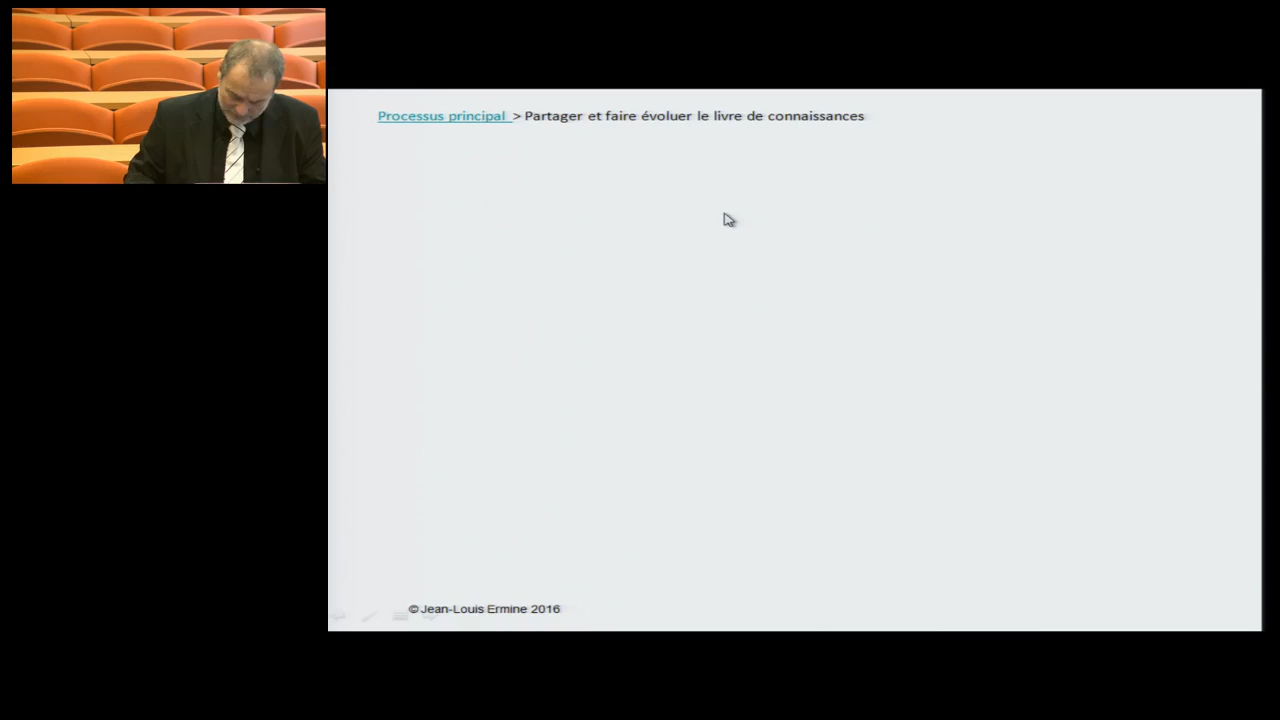 Processus principal > Partager et faire évoluer le livre de connaissances
© Jean-Louis Ermine 2016